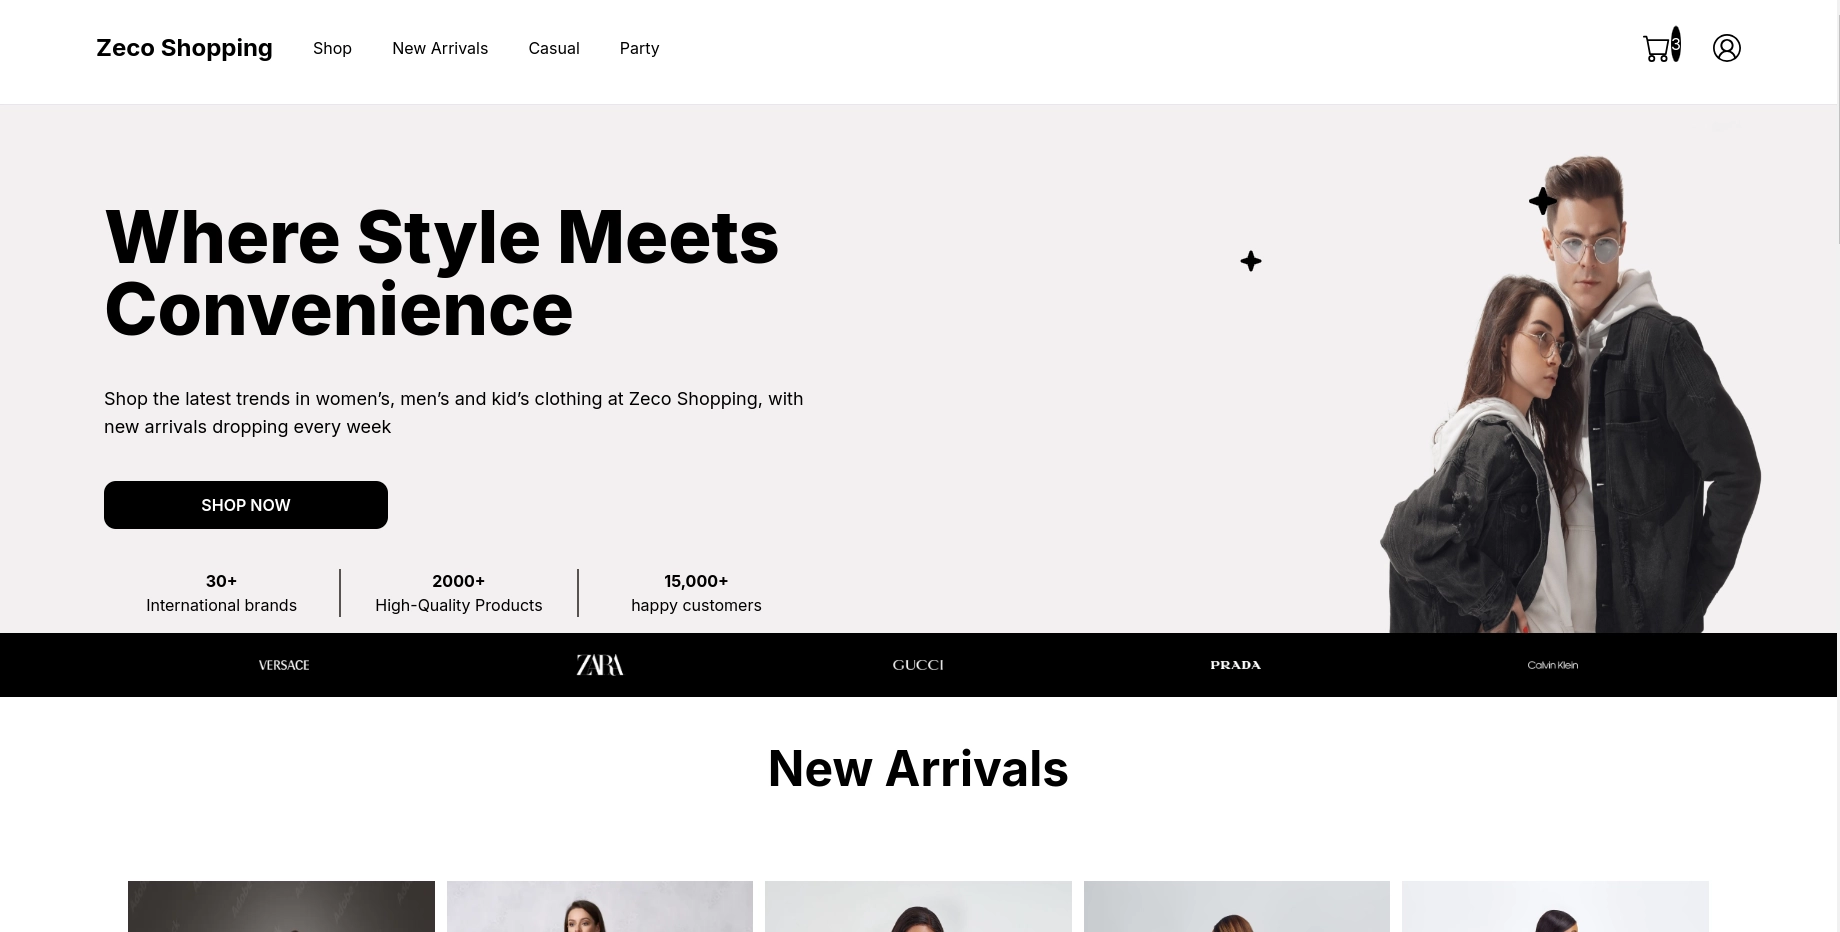 Zeco Shopping
Shop
New Arrivals
Casual
Party
3
Where Style Meets
Convenience
Shop the latest trends in women’s, men’s and kid’s clothing at Zeco Shopping, with
new arrivals dropping every week
SHOP NOW
30+
International brands
2000+
High-Quality Products
15,000+
happy customers
VERSACE
ZARA
GUCCI
PRADA
Calvin Klein
New Arrivals